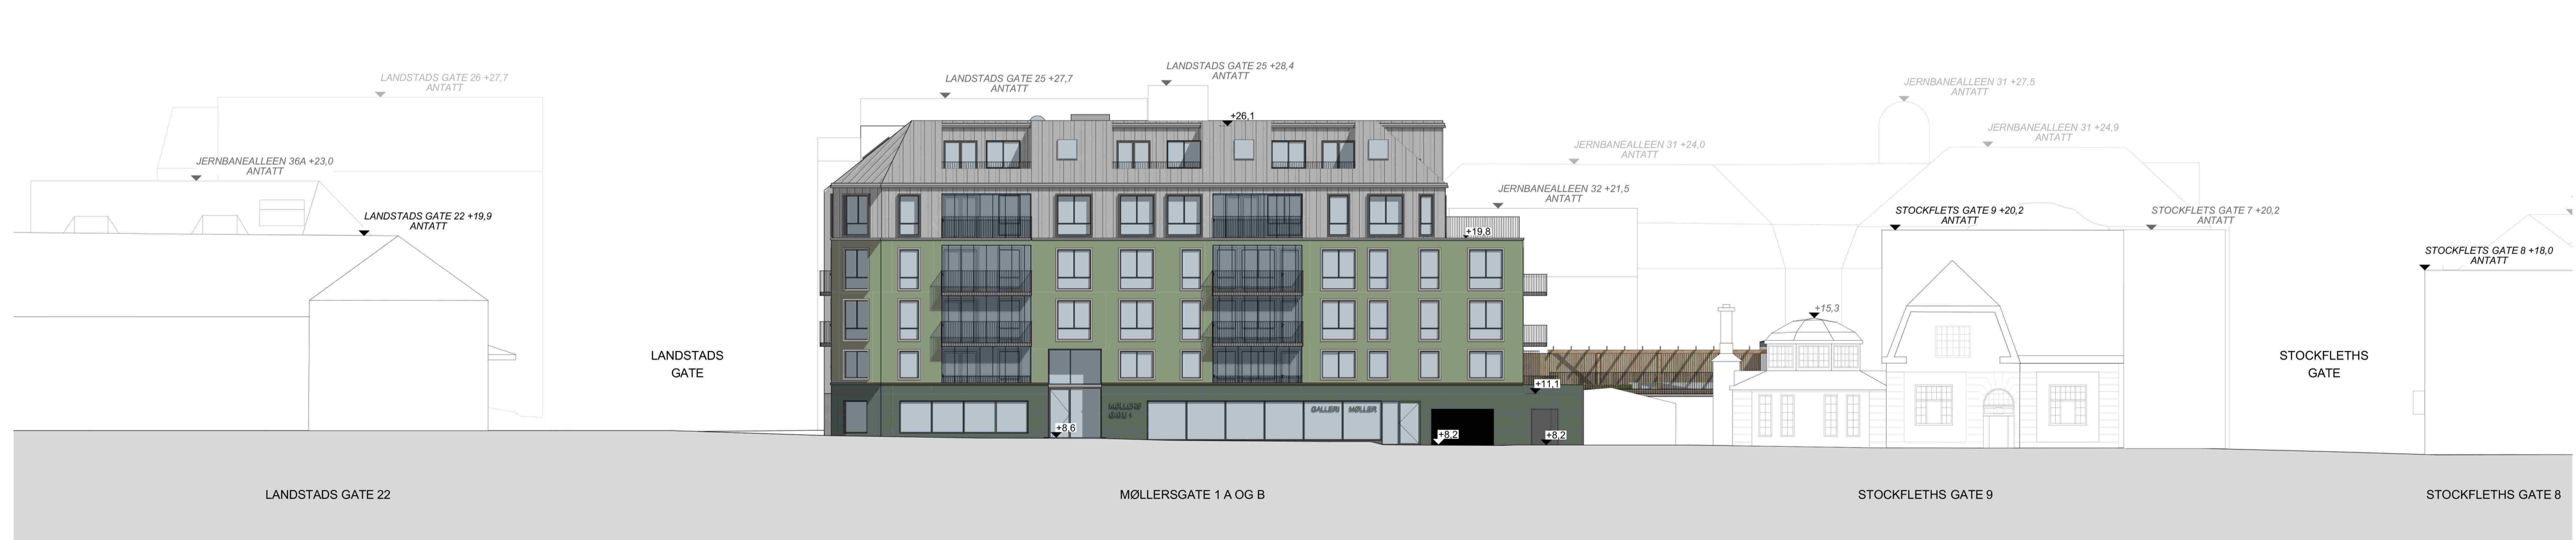 LANDSTADS GATE 26 +27,7
ANTATT
JERNBANEALLEEN 36A +23,0
ANTATT
LANDSTADS GATE 22 +19,9
ANTATT
LANDSTADS
GATE
LANDSTADS GATE 25 +27,7
ANTATT
LANDSTADS GATE 25 +28,4
ANTATT
+26,1
JERNBANEALLEEN 31 +24,0
ANTATT
JERNBANEALLEEN 32 +21,5
ANTATT
+19,8
JERNBANEALLEEN 31 +27,5
ANTATT
JERNBANEALLEEN 31 +24,9
ANTATT
STOCKFLETS GATE 9 +20,2
ANTATT
STOCKFLETS GATE 7 +20,2
ANTATT
STOCKFLETS GATE 8 +18,0
ANTATT
+15,3
STOCKFLETHS
GATE
+11,1
MØLLERS
GATE 1
GALLERI MØLLER
+8,6
+8,2
+8,2
LANDSTADS GATE 22
MØLLERSGATE 1 A OG B
STOCKFLETHS GATE 9
STOCKFLETHS GATE 8